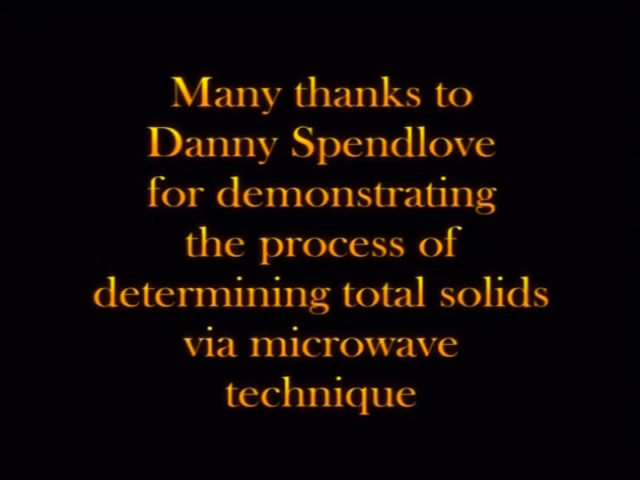 Many thanks to
Danny Spendlove
for demonstrating
the process of
determining total solids
via microwave
technique